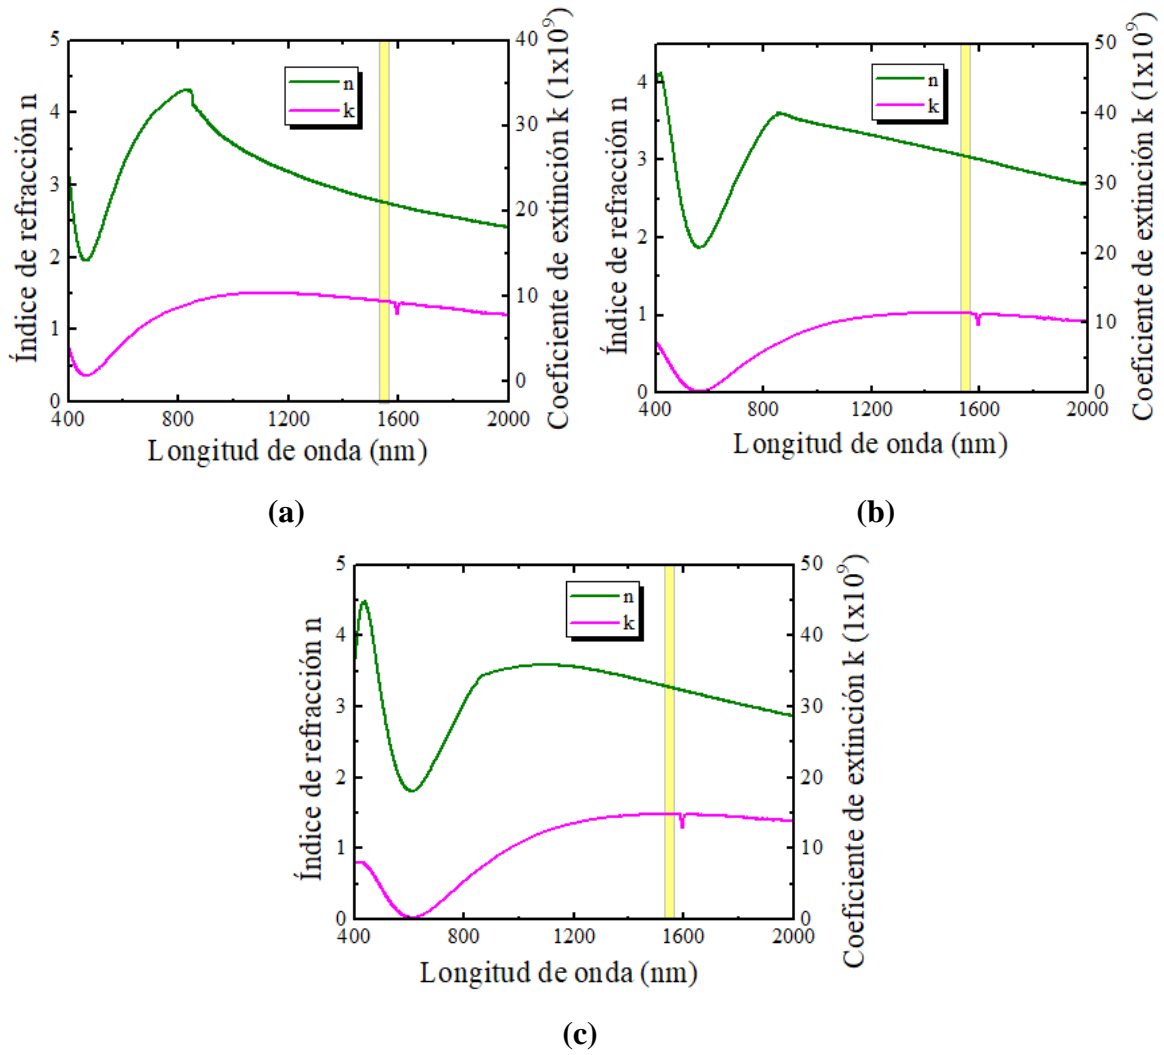 5
4
3
2
1
0
40
30
20
10
0
n
k
400
800
1200
1600
2000
Índice de refracción n
Coeficiente de extinción k (1x10⁹)
Longitud de onda (nm)
(a)
4
3
2
1
0
50
40
30
20
10
0
n
k
400
800
1200
1600
2000
Índice de refracción n
Coeficiente de extinción k (1x10⁹)
Longitud de onda (nm)
(b)
5
4
3
2
1
0
50
40
30
20
10
0
n
k
400
800
1200
1600
2000
Índice de refracción n
Coeficiente de extinción k (1x10⁹)
Longitud de onda (nm)
(c)